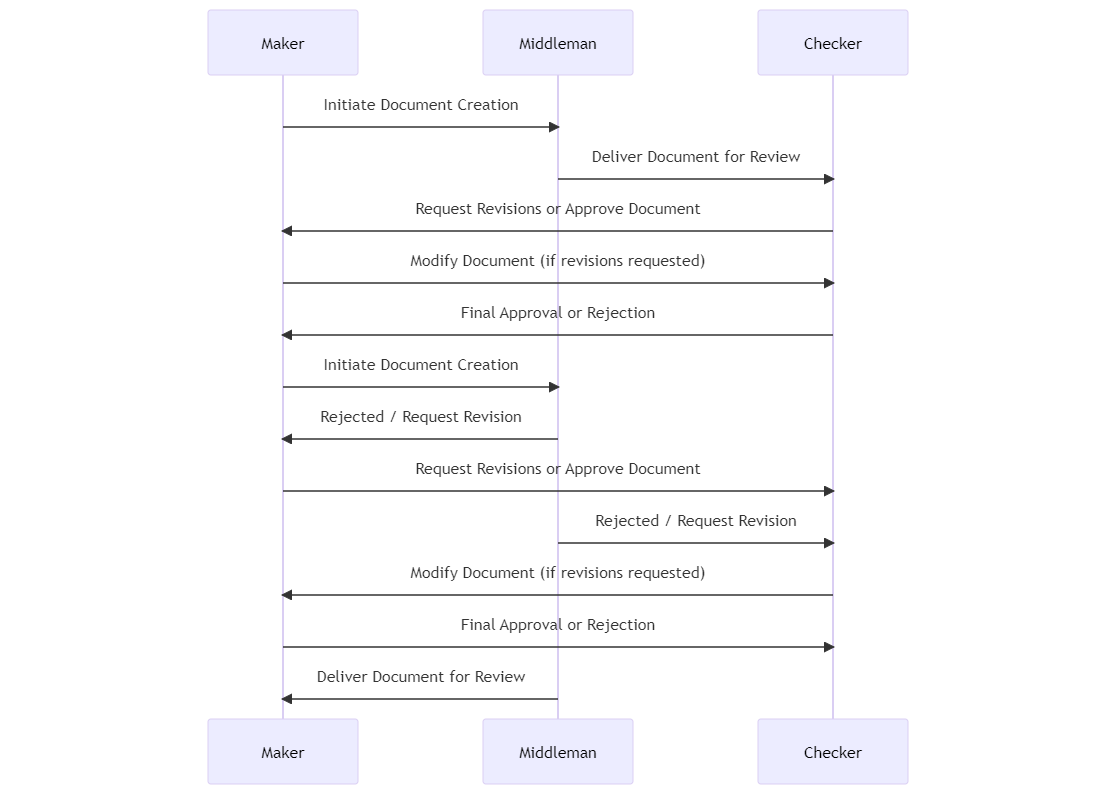 Maker
Middleman
Checker
Initiate Document Creation
Deliver Document for Review
Request Revisions or Approve Document
Modify Document (if revisions requested)
Final Approval or Rejection
Initiate Document Creation
Rejected / Request Revision
Request Revisions or Approve Document
Rejected / Request Revision
Modify Document (if revisions requested)
Final Approval or Rejection
Deliver Document for Review
Maker
Middleman
Checker